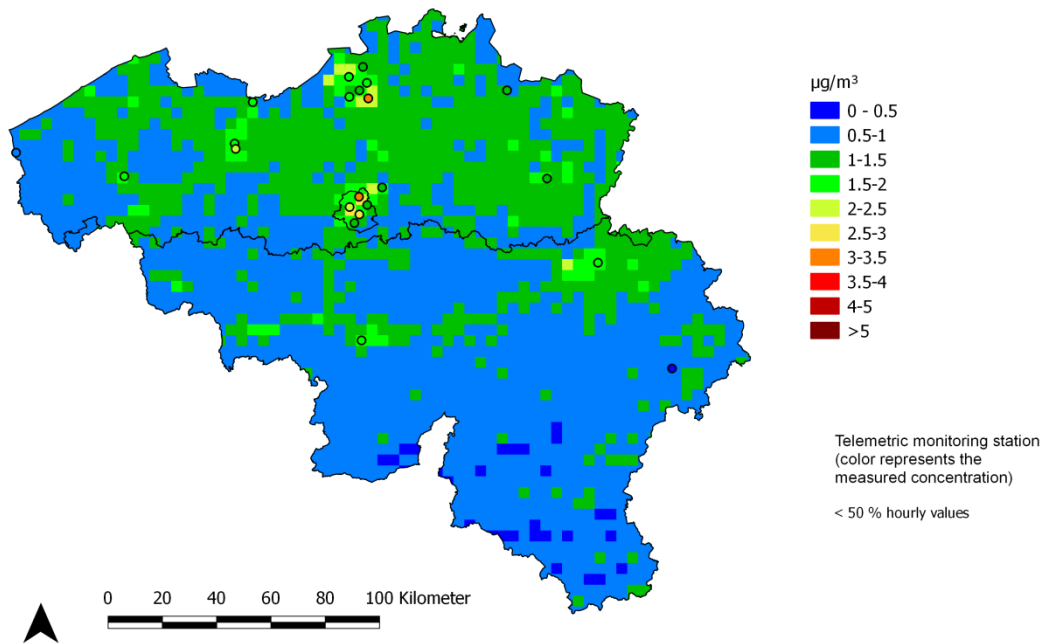 µg/m³
0 - 0.5
0.5-1
1-1.5
1.5-2
2-2.5
2.5-3
3-3.5
3.5-4
4-5
>5
Telemetric monitoring station
(color represents the
measured concentration)
< 50 % hourly values
0 20 40 60 80 100 Kilometer